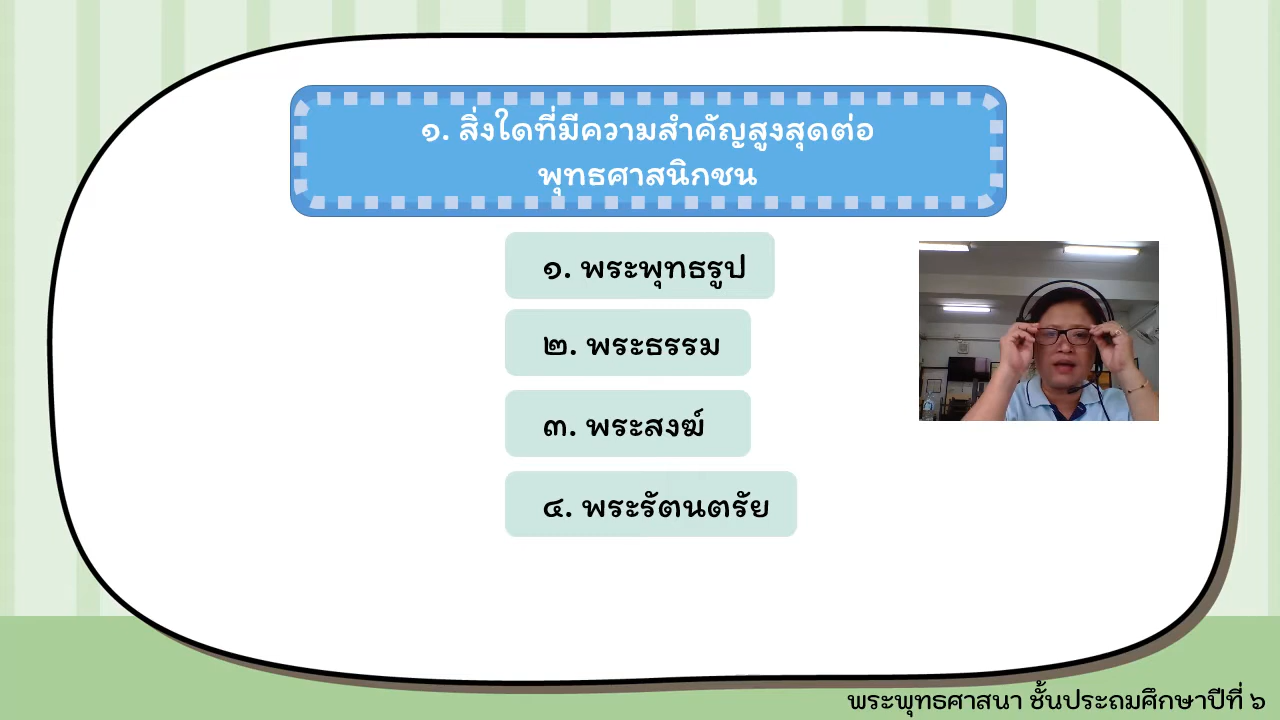 ๑. สิ่งใดที่มีความสำคัญสูงสุดต่อ
พุทธศาสนิกชน
๑. พระพุทธรูป
๒. พระธรรม
๓. พระสงฆ์
๔. พระรัตนตรัย
พระพุทธศาสนา ชั้นประถมศึกษาปีที่ ๖